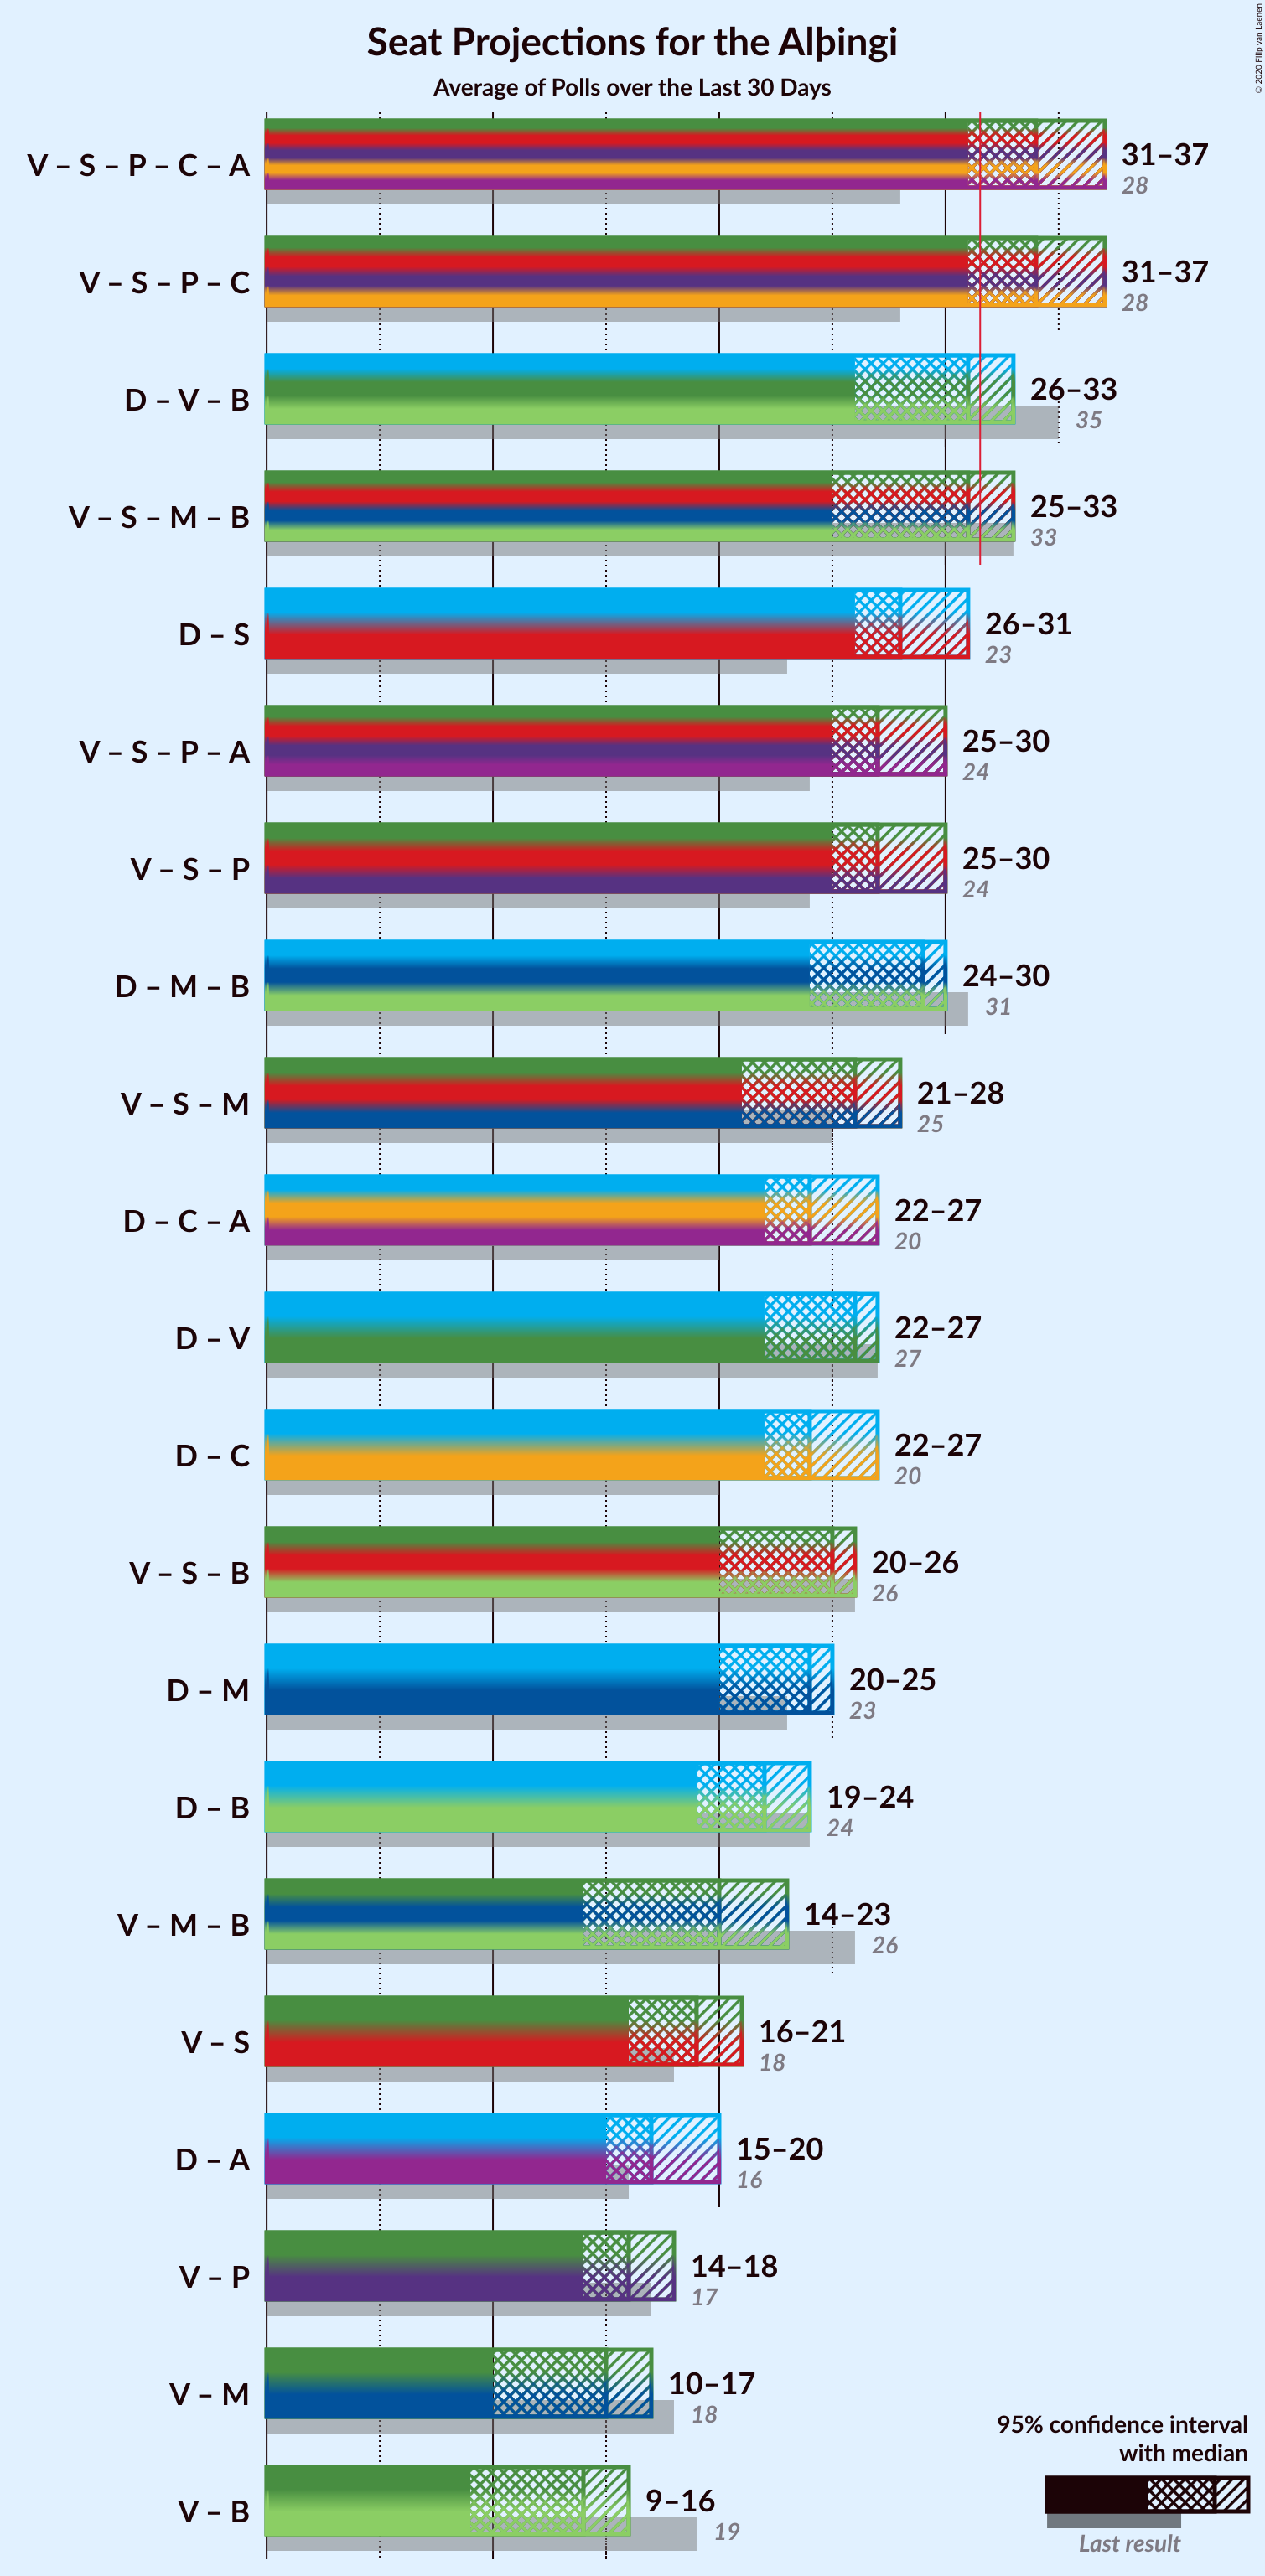 Seat Projections for the Alþingi
Average of Polls over the Last 30 Days
© 2020 Filip van Laenen
V – S – P – C – A
31–37
28
V – S – P – C
31–37
28
D – V – B
26–33
35
V – S – M – B
25–33
33
D – S
26–31
23
V – S – P – A
25–30
24
V – S – P
25–30
24
D – M – B
24–30
31
V – S – M
21–28
25
D – C – A
22–27
20
D – V
22–27
27
D – C
22–27
20
V – S – B
20–26
26
D – M
20–25
23
D – B
19–24
24
V – M – B
14–23
26
V – S
16–21
18
D – A
15–20
16
V – P
14–18
17
V – M
10–17
18
V – B
9–16
19
95% confidence interval
with median
Last result